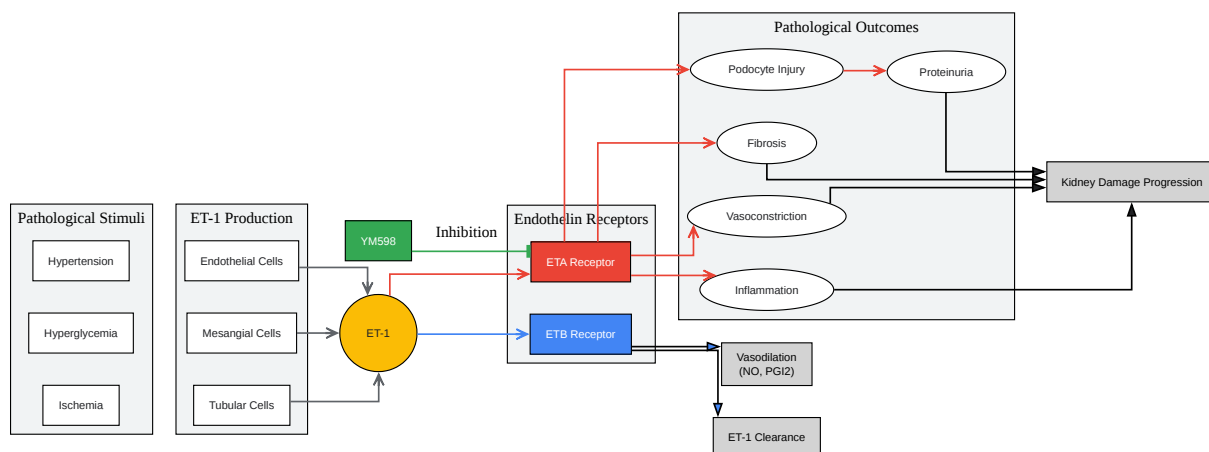 Pathological Stimuli
Hypertension
Hyperglycemia
Ischemia
ET-1 Production
Endothelial Cells
Mesangial Cells
Tubular Cells
YM598
Inhibition
ET-1
Endothelin Receptors
ETA Receptor
ETB Receptor
Pathological Outcomes
Podocyte Injury
Proteinuria
Fibrosis
Vasoconstriction
Inflammation
Kidney Damage Progression
Vasodilation
(NO, PGI2)
ET-1 Clearance